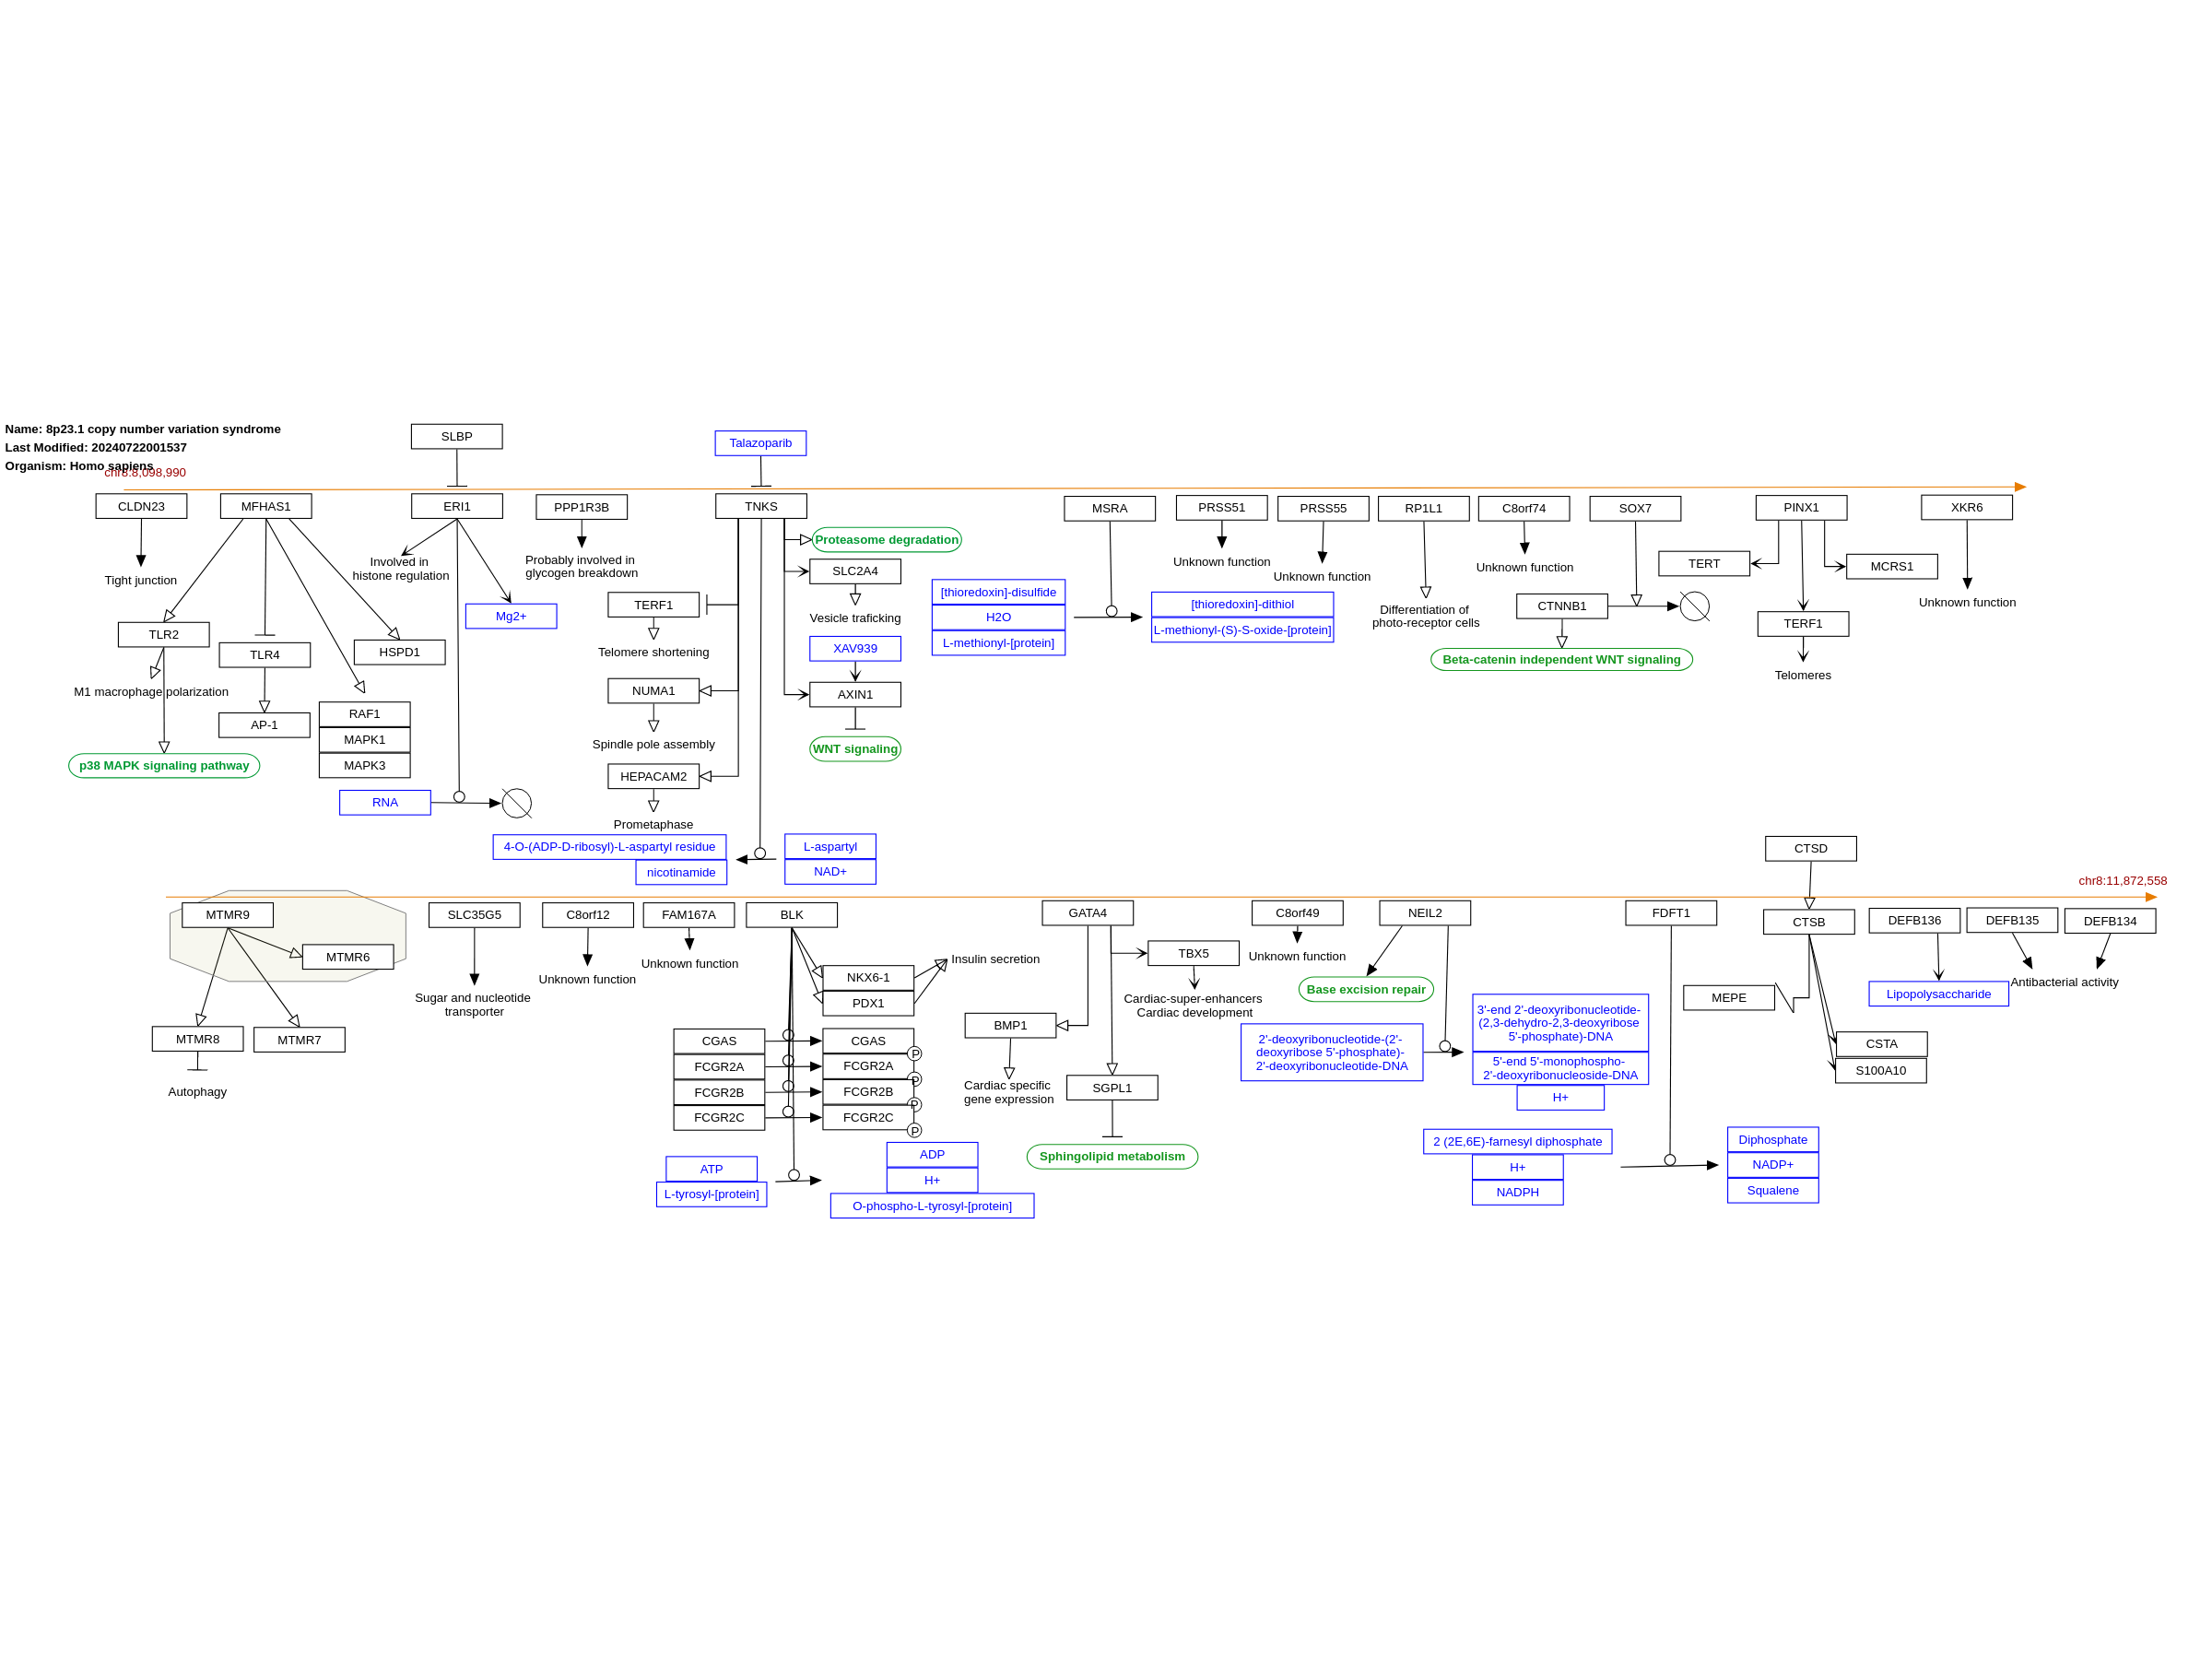 Name: 8p23.1 copy number variation syndrome
Last Modified: 20240722001537
Organism: Homo sapiens
chr8:8,098,990
SLBP
Talazoparib
CLDN23
MFHAS1
ERI1
PPP1R3B
TNKS
MSRA
PRSS51
PRSS55
RP1L1
C8orf74
SOX7
PINX1
XKR6
Tight junction
Involved in
histone regulation
Probably involved in
glycogen breakdown
Proteasome degradation
SLC2A4
Vesicle traficking
Mg2+
TERF1
Telomere shortening
XAV939
NUMA1
AXIN1
Spindle pole assembly
WNT signaling
HEPACAM2
Prometaphase
TLR2
TLR4
HSPD1
M1 macrophage polarization
AP-1
RAF1
MAPK1
MAPK3
p38 MAPK signaling pathway
RNA
4-O-(ADP-D-ribosyl)-L-aspartyl residue
nicotinamide
L-aspartyl
NAD+
[thioredoxin]-disulfide
H2O
L-methionyl-[protein]
[thioredoxin]-dithiol
L-methionyl-(S)-S-oxide-[protein]
Unknown function
Unknown function
Differentiation of
photo-receptor cells
Unknown function
CTNNB1
Beta-catenin independent WNT signaling
TERT
MCRS1
TERF1
Telomeres
Unknown function
CTSD
chr8:11,872,558
MTMR9
MTMR6
MTMR8
MTMR7
Autophagy
SLC35G5
Sugar and nucleotide
transporter
C8orf12
Unknown function
FAM167A
Unknown function
BLK
NKX6-1
PDX1
Insulin secretion
CGAS
FCGR2A
FCGR2B
FCGR2C
CGAS
P
FCGR2A
P
FCGR2B
P
FCGR2C
P
ATP
L-tyrosyl-[protein]
ADP
H+
O-phospho-L-tyrosyl-[protein]
GATA4
TBX5
Cardiac-super-enhancers
Cardiac development
BMP1
Cardiac specific
gene expression
SGPL1
Sphingolipid metabolism
C8orf49
Unknown function
NEIL2
Base excision repair
2'-deoxyribonucleotide-(2'-
deoxyribose 5'-phosphate)-
2'-deoxyribonucleotide-DNA
3'-end 2'-deoxyribonucleotide-
(2,3-dehydro-2,3-deoxyribose
5'-phosphate)-DNA
5'-end 5'-monophospho-
2'-deoxyribonucleoside-DNA
H+
FDFT1
2 (2E,6E)-farnesyl diphosphate
H+
NADPH
Diphosphate
NADP+
Squalene
CTSB
MEPE
CSTA
S100A10
DEFB136
DEFB135
DEFB134
Lipopolysaccharide
Antibacterial activity